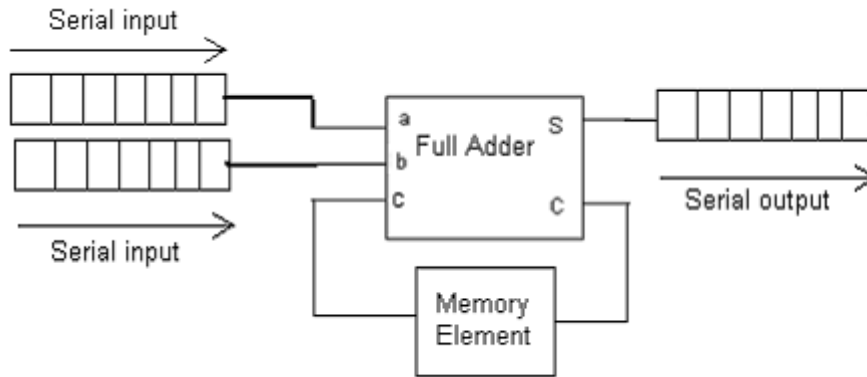 Serial input
a
S
Full Adder
b
c
C
Serial output
Serial input
Memory
Element